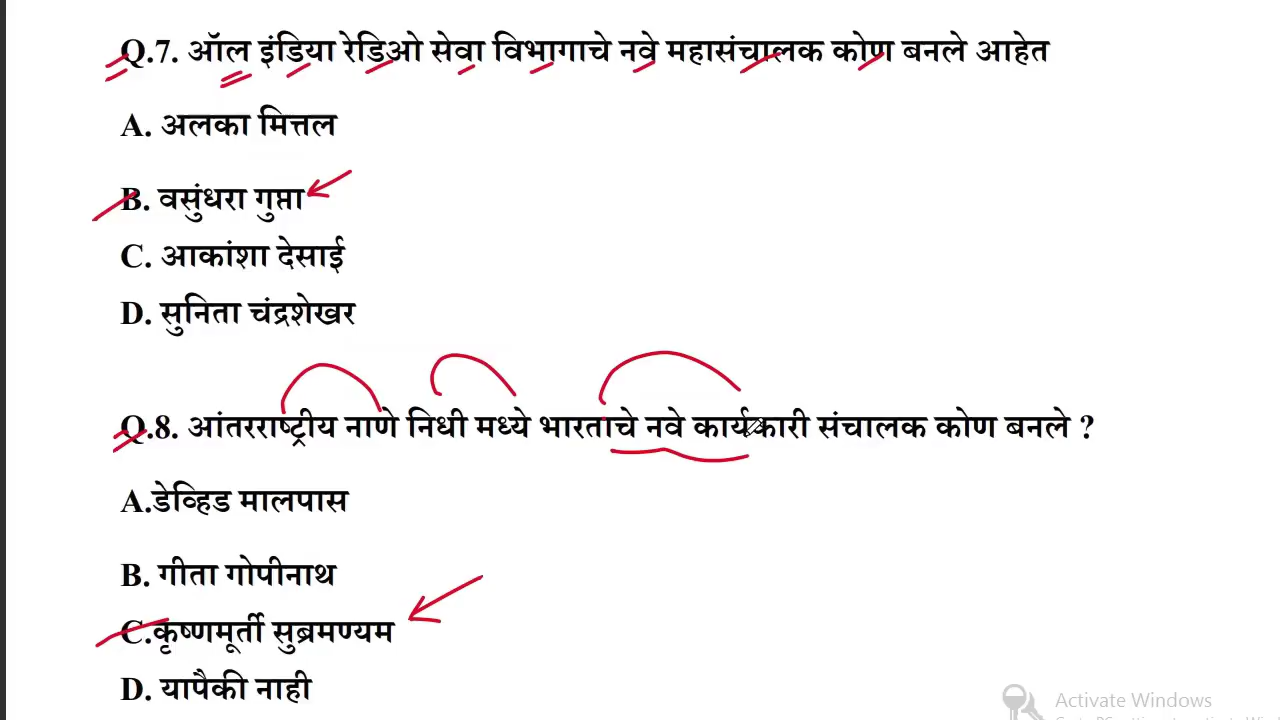 Q.7. ऑल इंडिया रेडिओ सेवा विभागाचे नवे महासंचालक कोण बनले आहेत
A. अलका मित्तल
B. वसुंधरा गुप्ता
C. आकांशा देसाई
D. सुनिता चंद्रशेखर
Q.8. आंतरराष्ट्रीय नाणे निधी मध्ये भारताचे नवे कार्यकारी संचालक कोण बनले ?
A.डेव्हिड मालपास
B. गीता गोपीनाथ
C.कृष्णमूर्ती सुब्रमण्यम
D. यापैकी नाही
Activate Windows